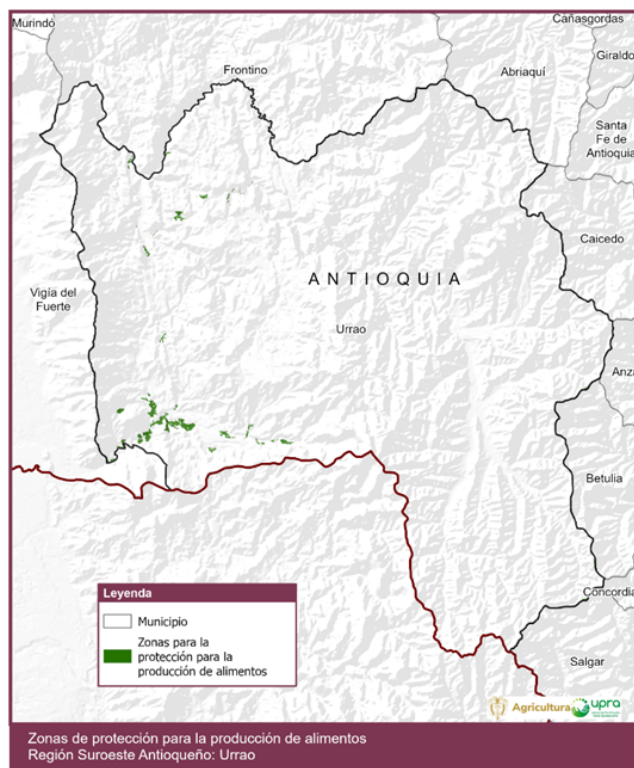 Murindó
Cañasgordas
Frontino
Abriaquí
Giraldo
Santa
Fe de
Antioquia
Caicedo
ANTIOQUIA
Vigía del
Fuerte
Urrao
Anza
Betulia
Concordia
Salgar
Leyenda
Municipio
Zonas para la
protección para la
producción de alimentos
Agricultura
upra
Zonas de protección para la producción de alimentos
Región Suroeste Antioqueño: Urrao